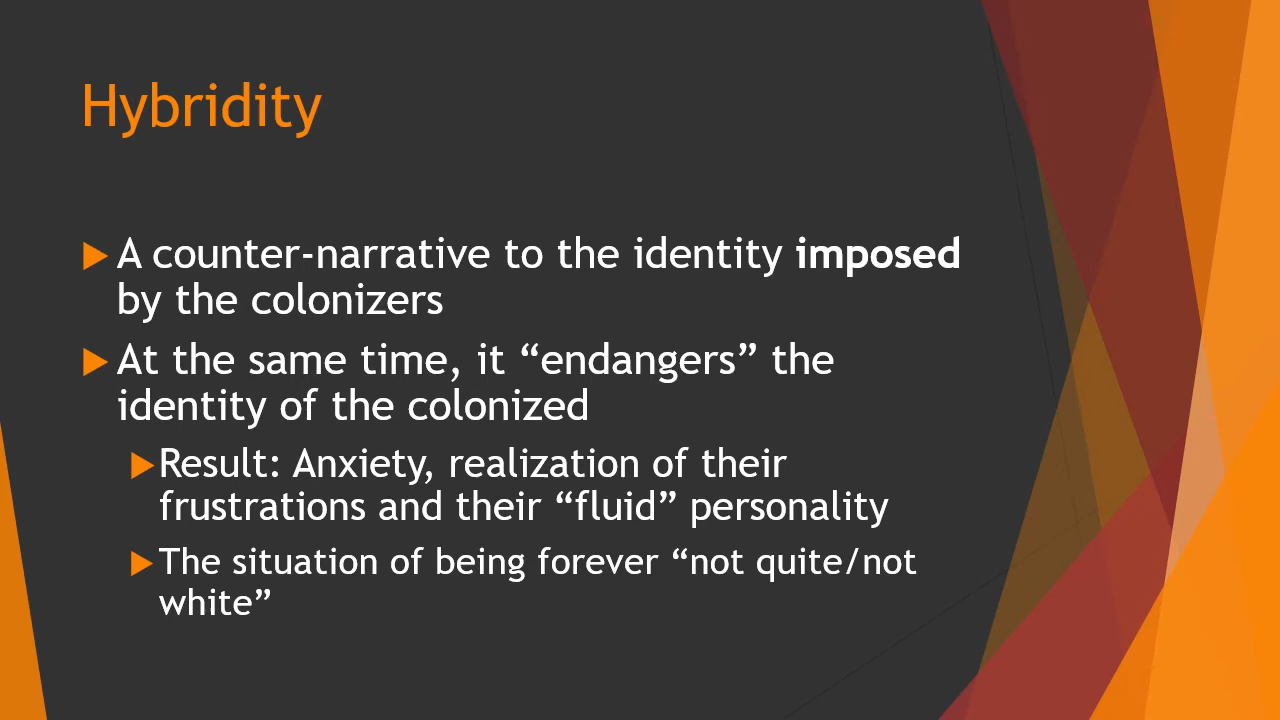 Hybridity
A counter-narrative to the identity imposed
by the colonizers
At the same time, it “endangers” the
identity of the colonized
Result: Anxiety, realization of their
frustrations and their “fluid” personality
The situation of being forever “not quite/not
white”